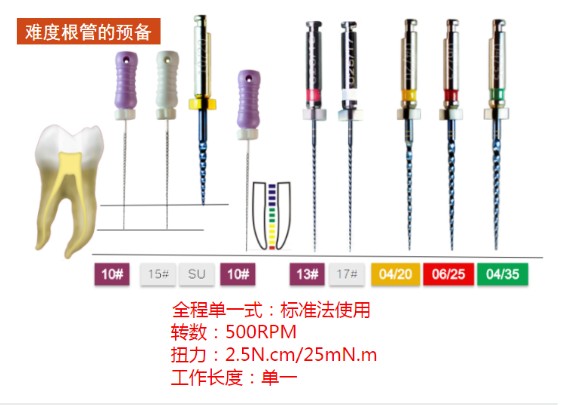 难度根管的预备
10# 15# SU 10# 13# 17# 04/20 06/25 04/35
全程单一式：标准法使用
转数：500RPM
扭力：2.5N.cm/25mN.m
工作长度：单一